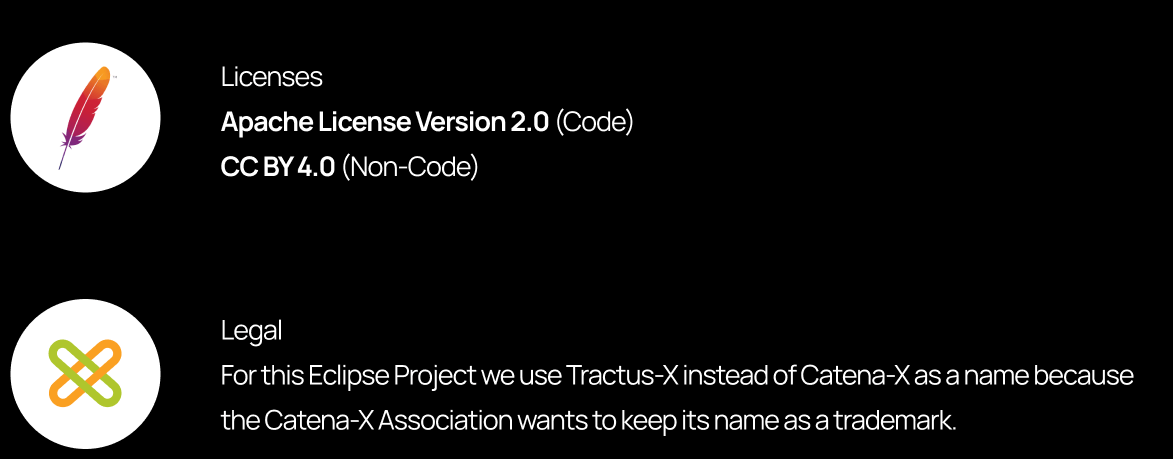 Licenses
Apache License Version 2.0 (Code)
CC BY 4.0 (Non-Code)
Legal
For this Eclipse Project we use Tractus-X instead of Catena-X as a name because
the Catena-X Association wants to keep its name as a trademark.